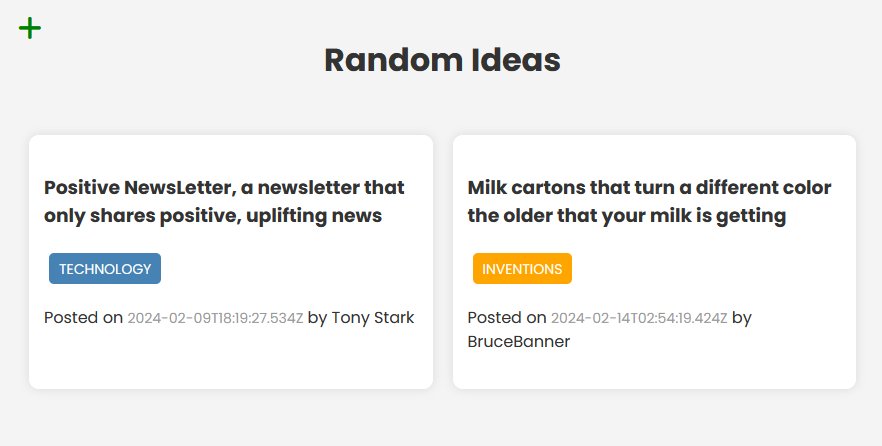 Random Ideas
Positive NewsLetter, a newsletter that
only shares positive, uplifting news
TECHNOLOGY
Posted on 2024-02-09T18:19:27.534Z by Tony Stark
Milk cartons that turn a different color
the older that your milk is getting
INVENTIONS
Posted on 2024-02-14T02:54:19.424Z by
BruceBanner